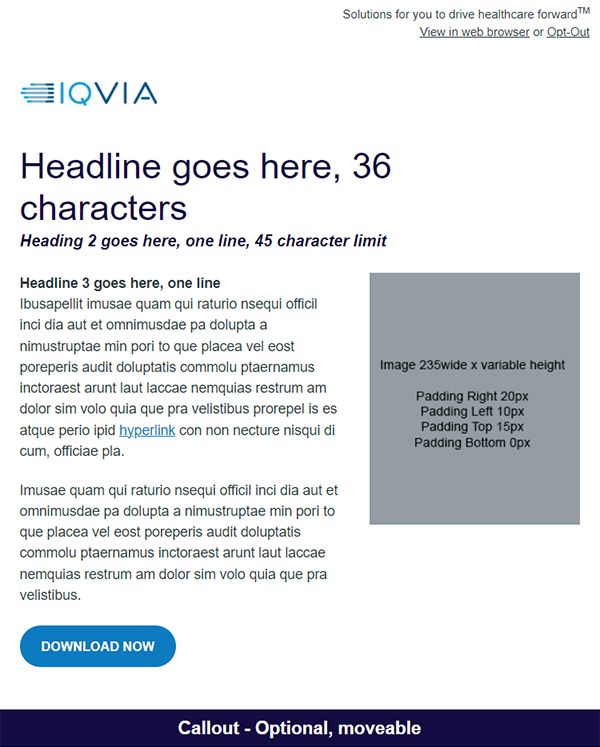 Solutions for you to drive healthcare forwardTM
View in web browser or Opt-Out
IQVIA
Headline goes here, 36
characters
Heading 2 goes here, one line, 45 character limit
Headline 3 goes here, one line
Ibusapellit imusae quam qui raturio nsequi officil
inci dia aut et omnimusdae pa dolupta a
nimustruptae min pori to que placea vel eost
poreperis audit doluptatis commolu ptaernamus
inctoraest arunt laut laccae nemquias restrum am
dolor sim volo quia que pra velistibus prorepel is es
atque perio ipid hyperlink con non necture nisqui di
cum, officiae pla.
Imusae quam qui raturio nsequi officil inci dia aut et
omnimusdae pa dolupta a nimustruptae min pori to
que placea vel eost poreperis audit doluptatis
commolu ptaernamus inctoraest arunt laut laccae
nemquias restrum am dolor sim volo quia que pra
velistibus.
Image 235wide x variable height
Padding Right 20px
Padding Left 10px
Padding Top 15px
Padding Bottom 0px
DOWNLOAD NOW
Callout - Optional, moveable